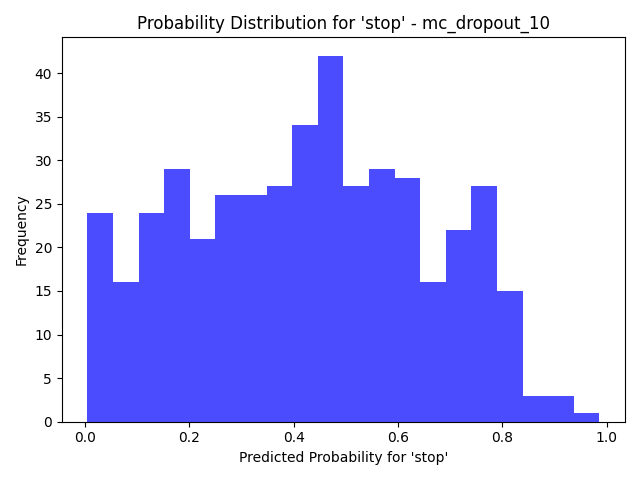 Probability Distribution for 'stop' - mc_dropout_10
Frequency
40
35
30
25
20
15
10
5
0
0.0 0.2 0.4 0.6 0.8 1.0
Predicted Probability for 'stop'